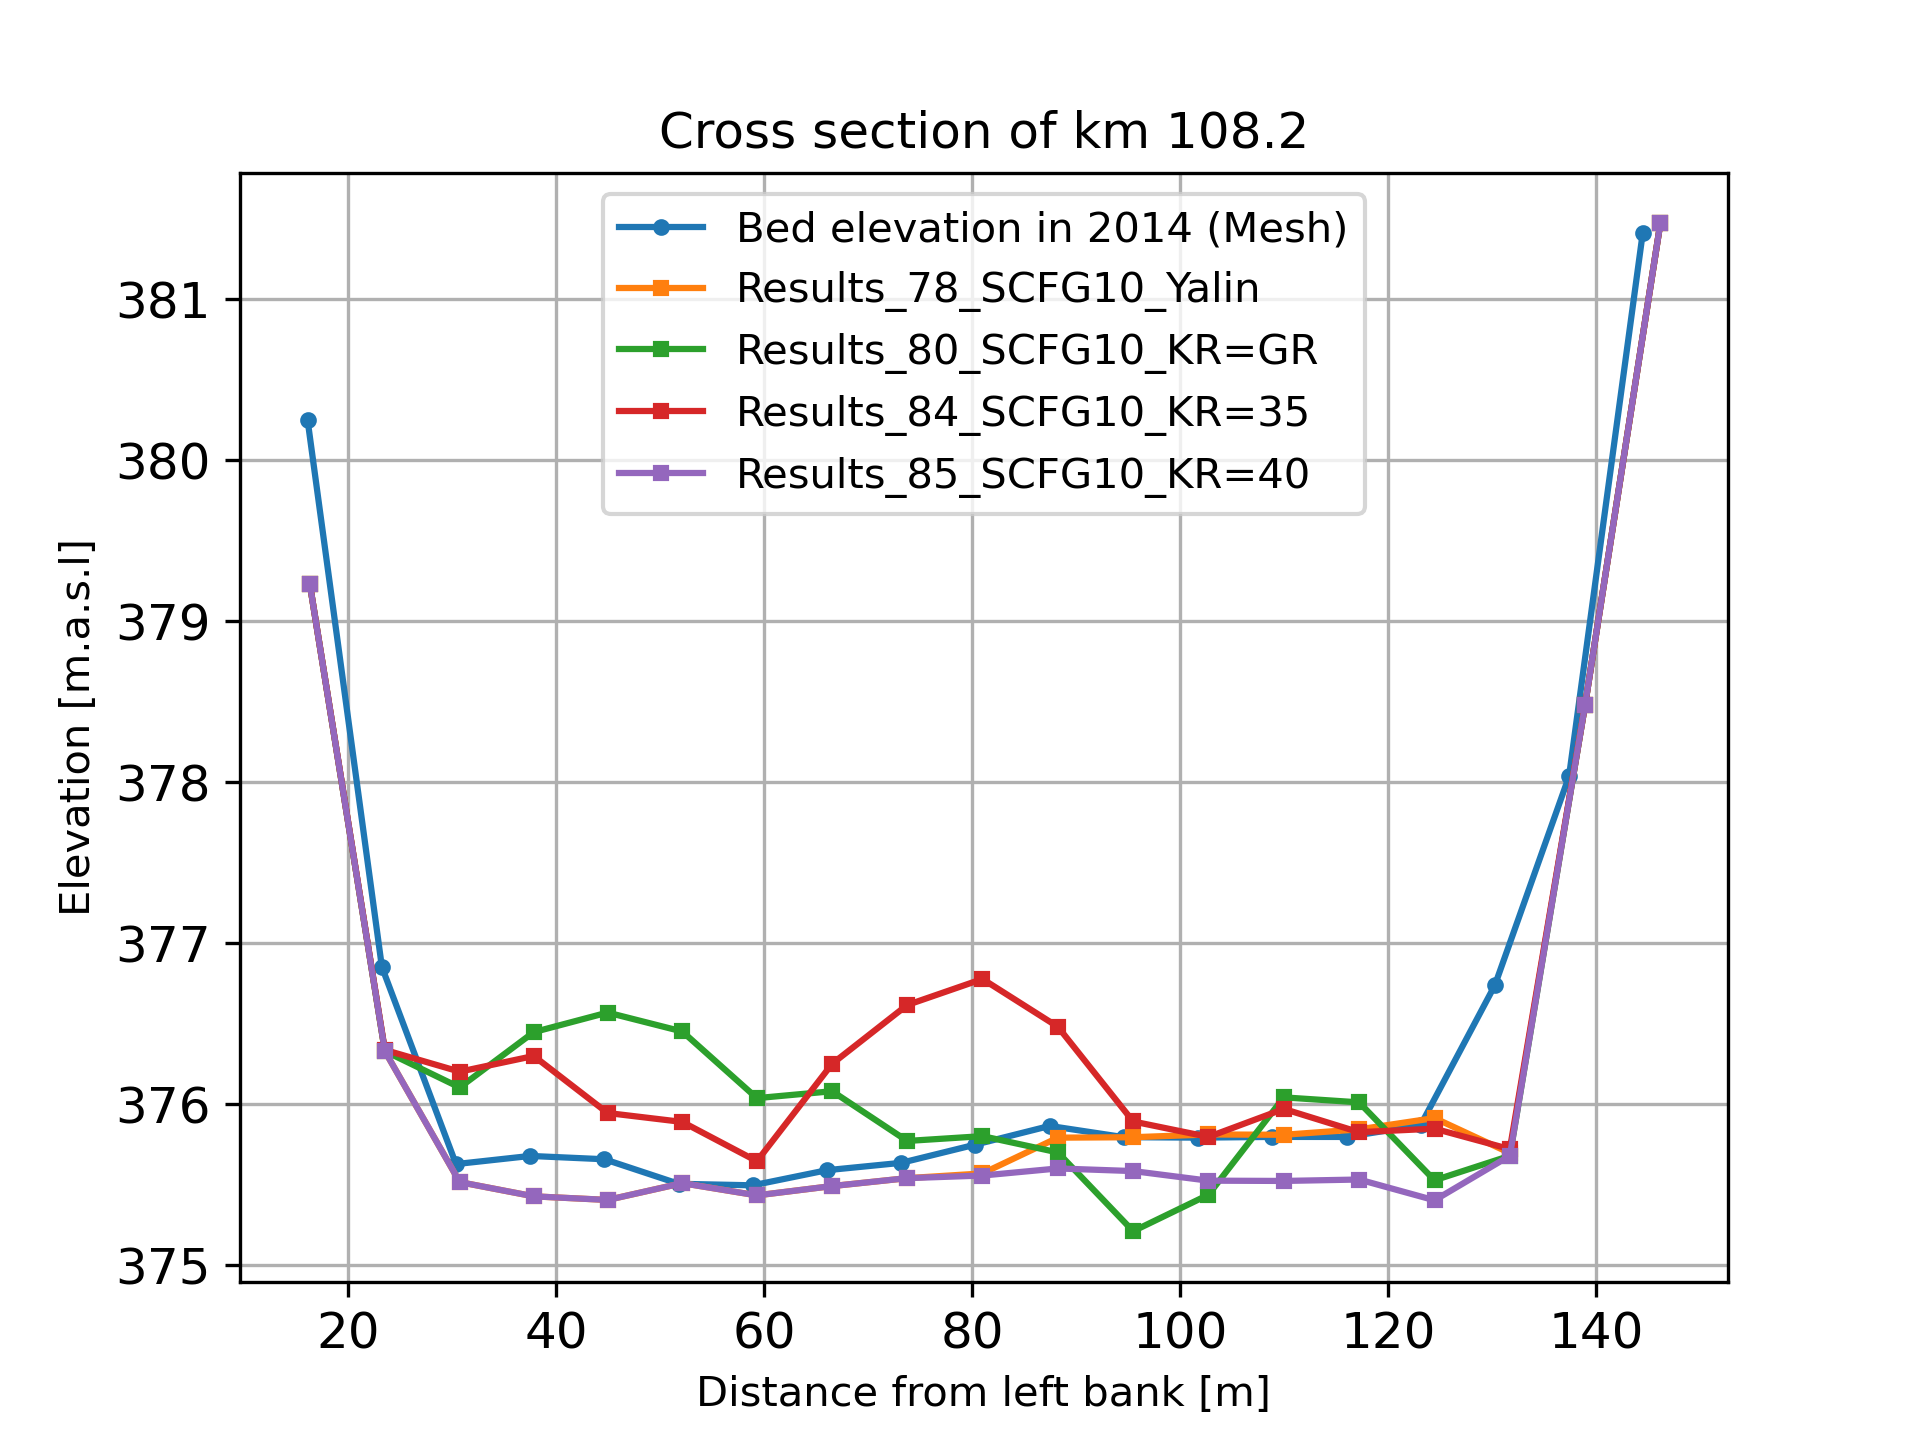 Cross section of km 108.2
Bed elevation in 2014 (Mesh)
Results_78_SCFG10_Yalin
Results_80_SCFG10_KR=GR
Results_84_SCFG10_KR=35
Results_85_SCFG10_KR=40
Elevation [m.a.s.l]
381
380
379
378
377
376
375
20 40 60 80 100 120 140
Distance from left bank [m]